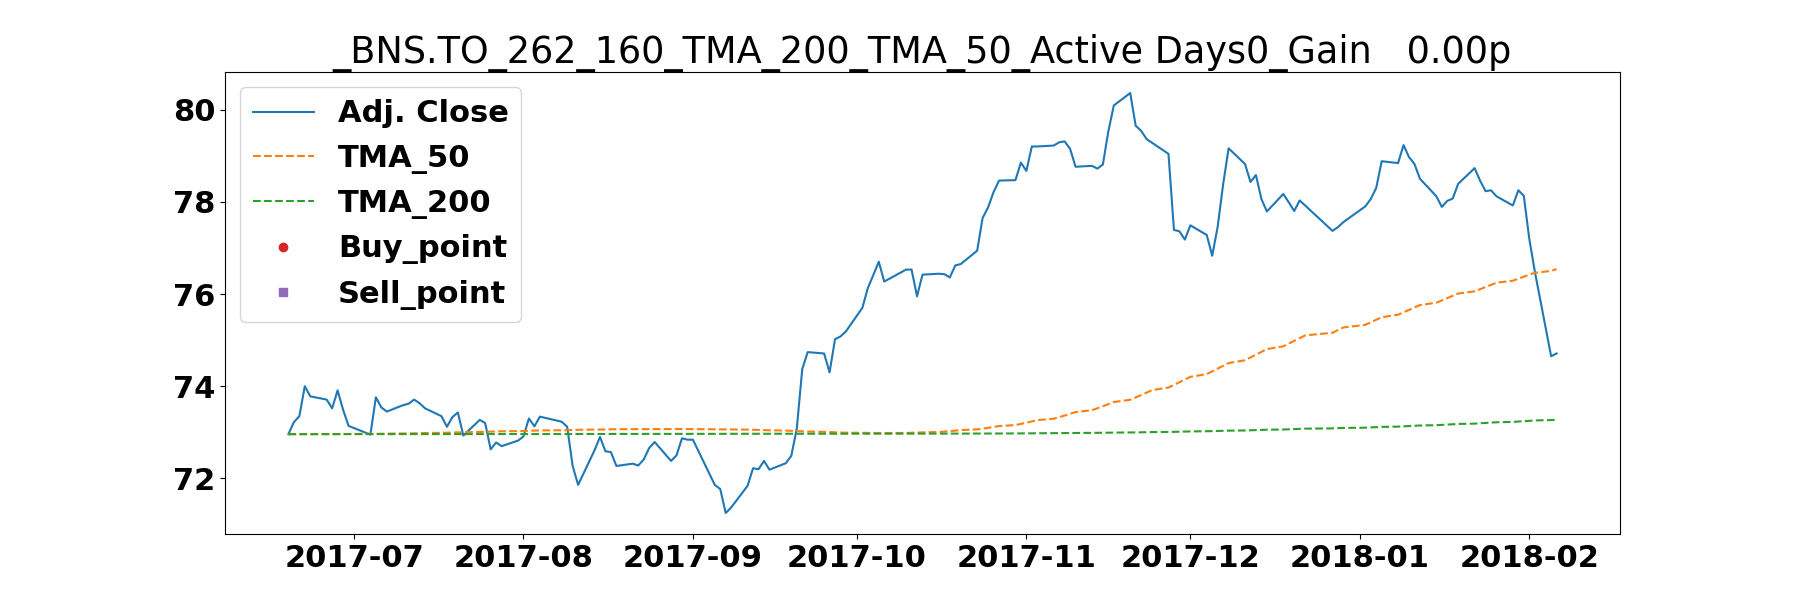 _BNS.TO_262_160_TMA_200_TMA_50_Active Days0_Gain   0.00p
Adj. Close
TMA_50
TMA_200
Buy_point
Sell_point
80
78
76
74
72
2017-07 2017-08 2017-09 2017-10 2017-11 2017-12 2018-01 2018-02